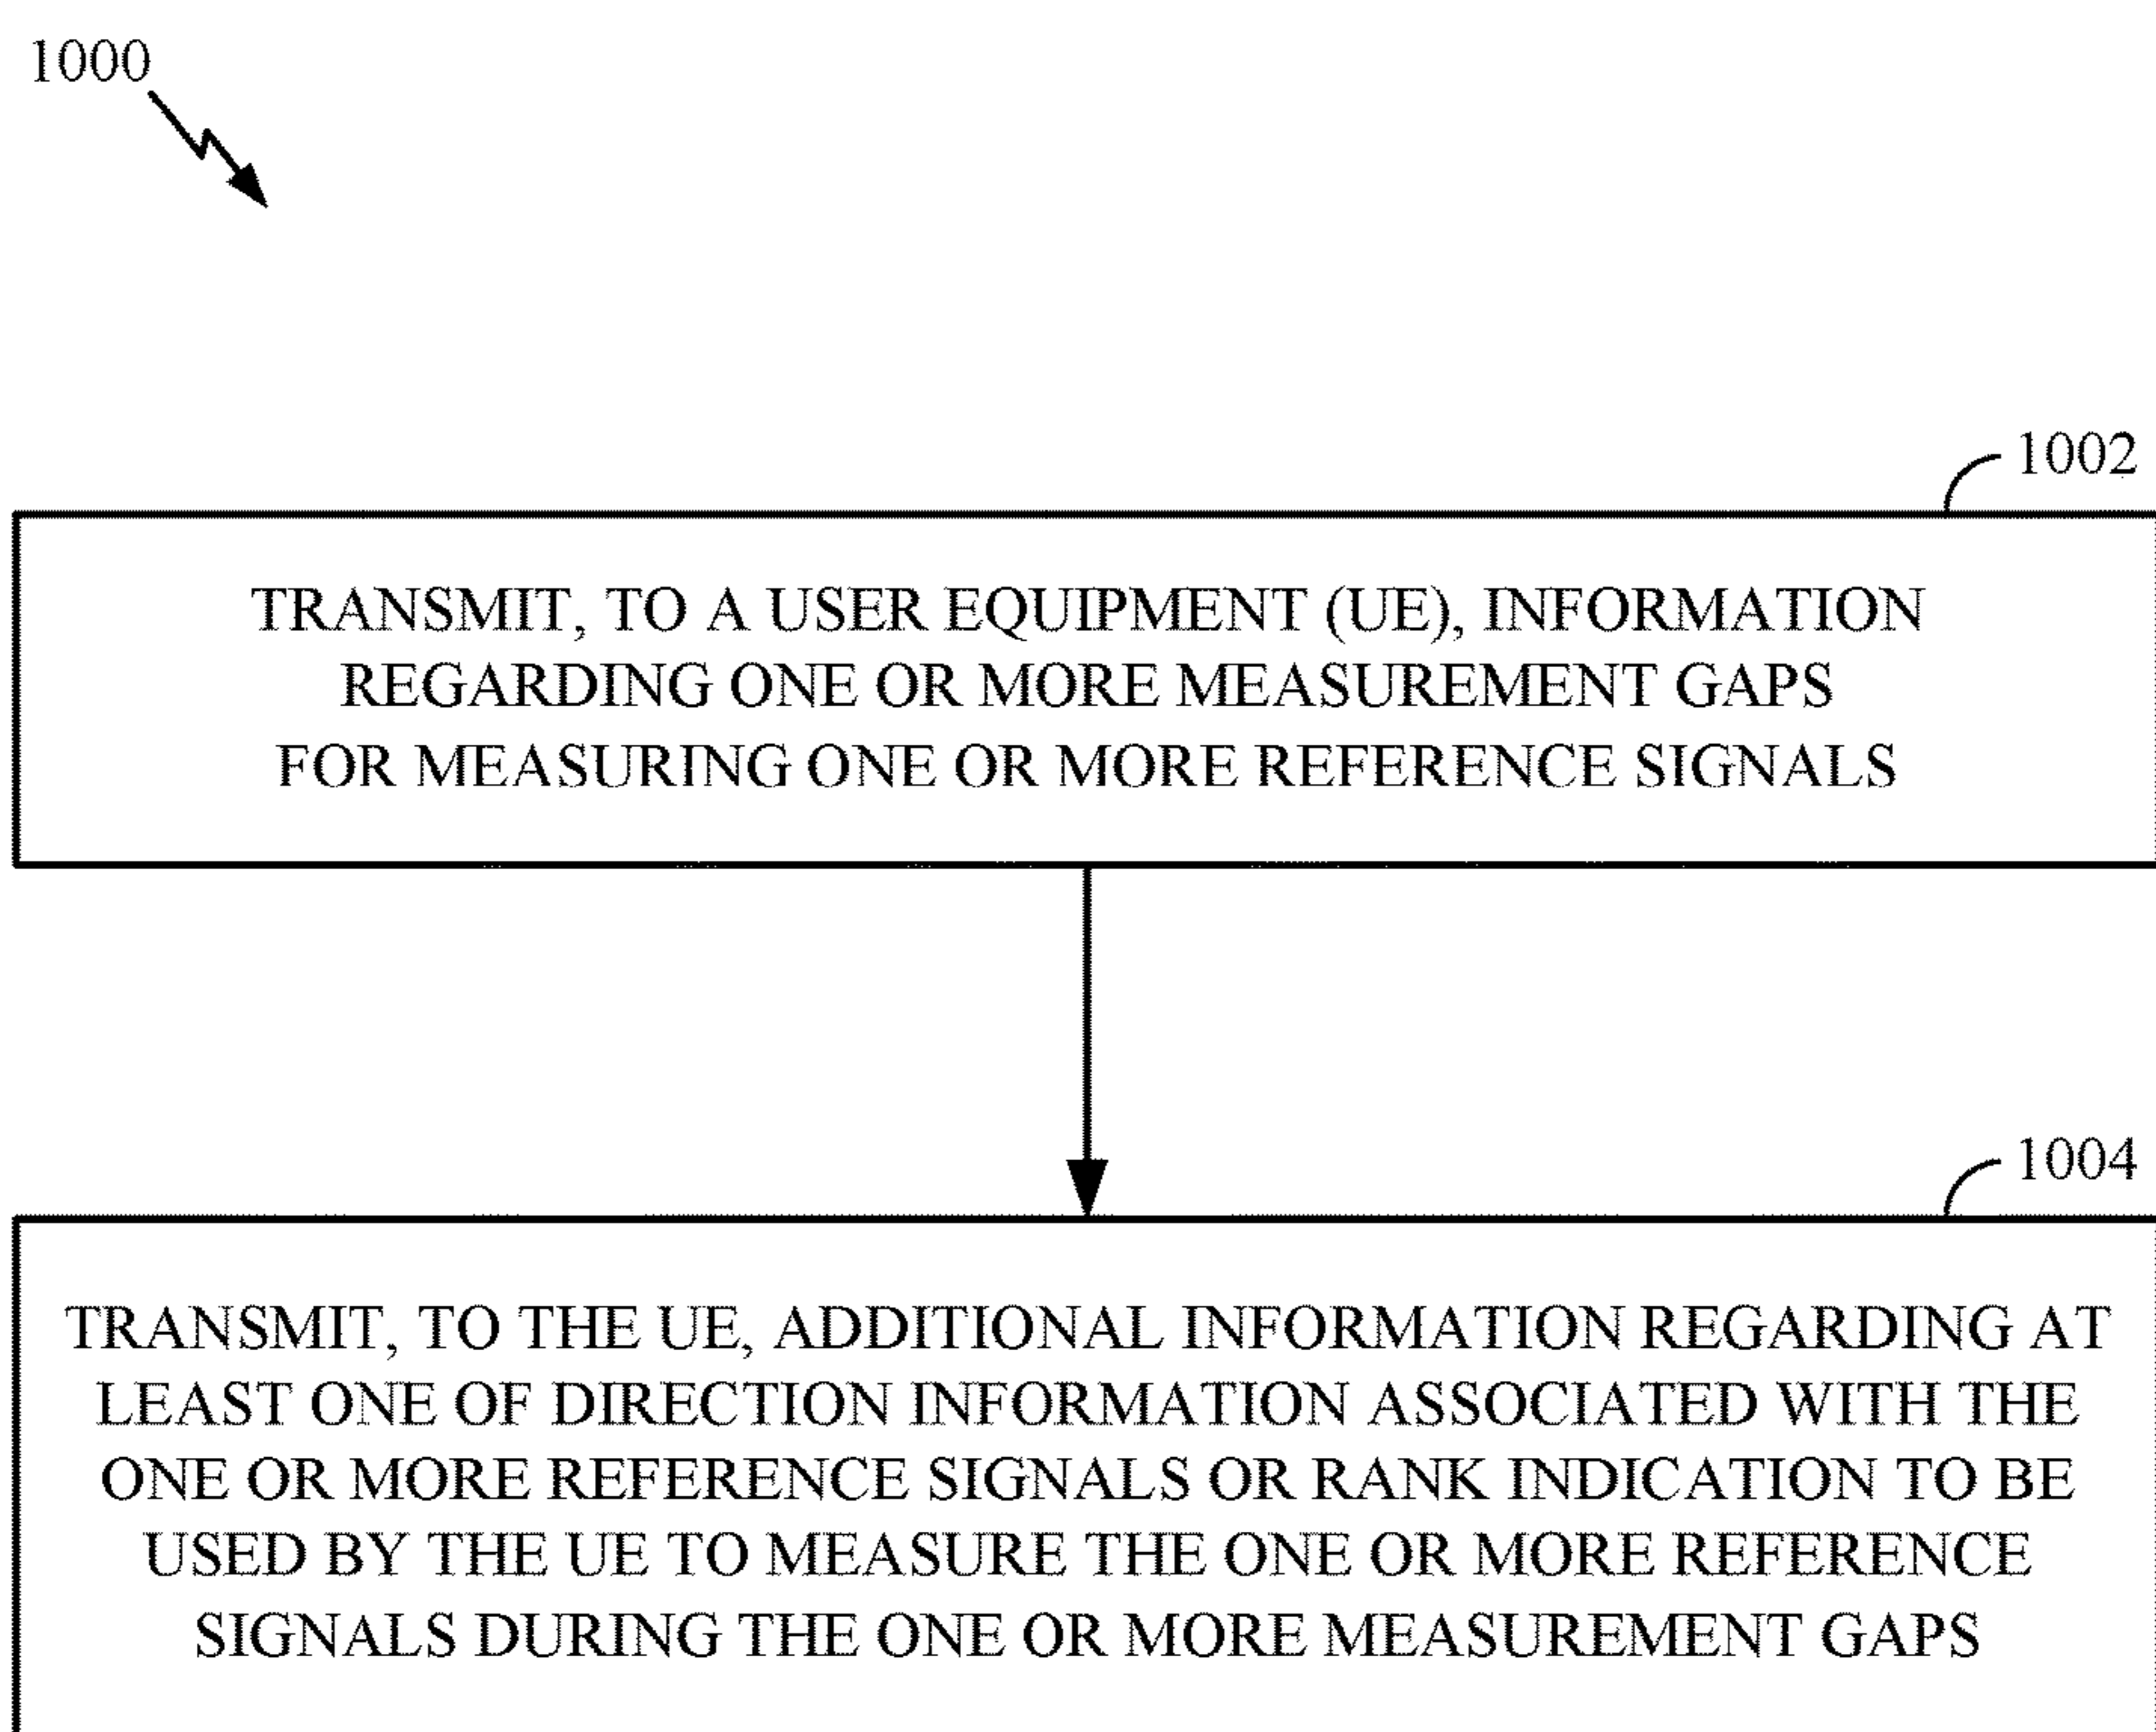 1000
1002
TRANSMIT, TO A USER EQUIPMENT (UE), INFORMATION
REGARDING ONE OR MORE MEASUREMENT GAPS
FOR MEASURING ONE OR MORE REFERENCE SIGNALS
1004
TRANSMIT, TO THE UE, ADDITIONAL INFORMATION REGARDING AT
LEAST ONE OF DIRECTION INFORMATION ASSOCIATED WITH THE
ONE OR MORE REFERENCE SIGNALS OR RANK INDICATION TO BE
USED BY THE UE TO MEASURE THE ONE OR MORE REFERENCE
SIGNALS DURING THE ONE OR MORE MEASUREMENT GAPS